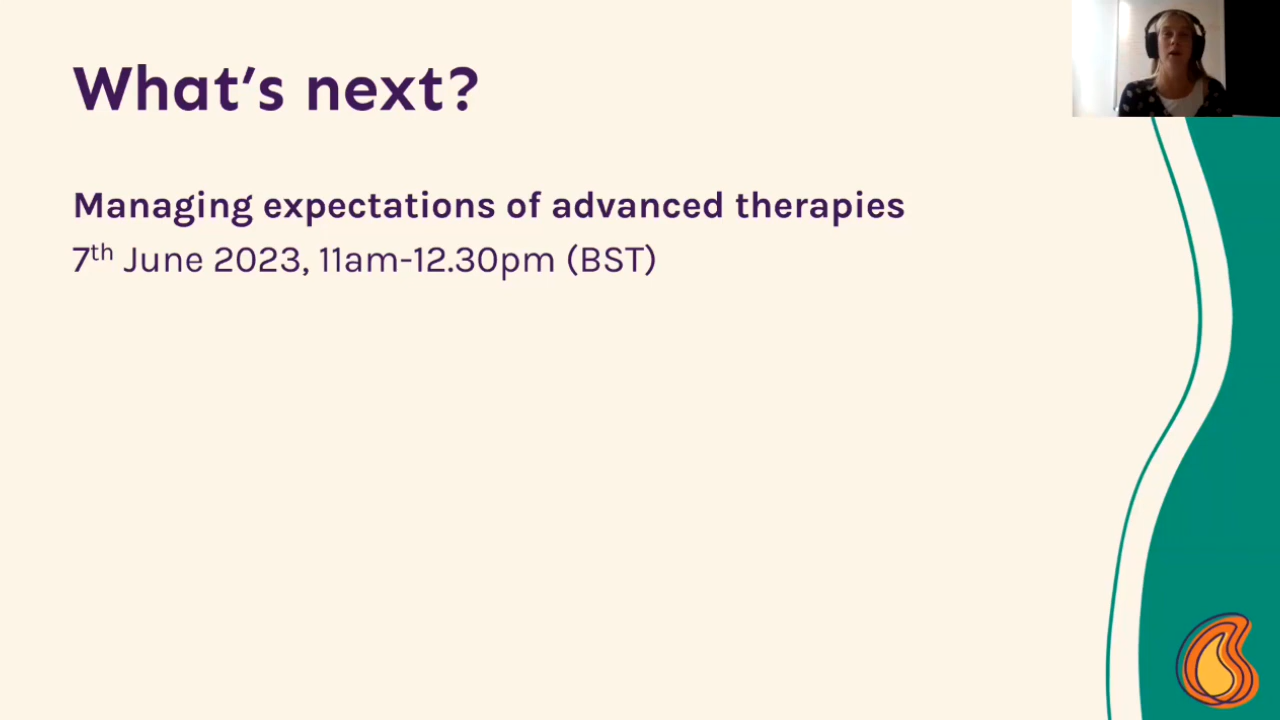 What’s next?
Managing expectations of advanced therapies
7th June 2023, 11am-12.30pm (BST)